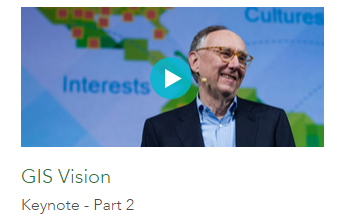 Cultures
Interests
GIS Vision
Keynote - Part 2